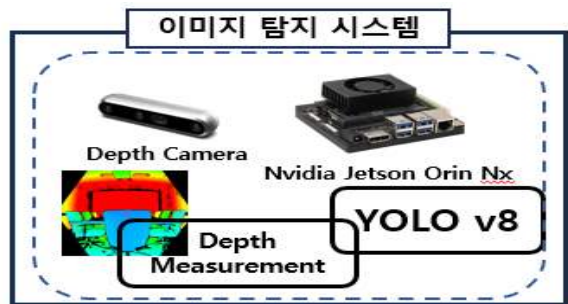 이미지 탐지 시스템
Depth Camera
Nvidia Jetson Orin Nx
YOLO v8
Depth
Measurement